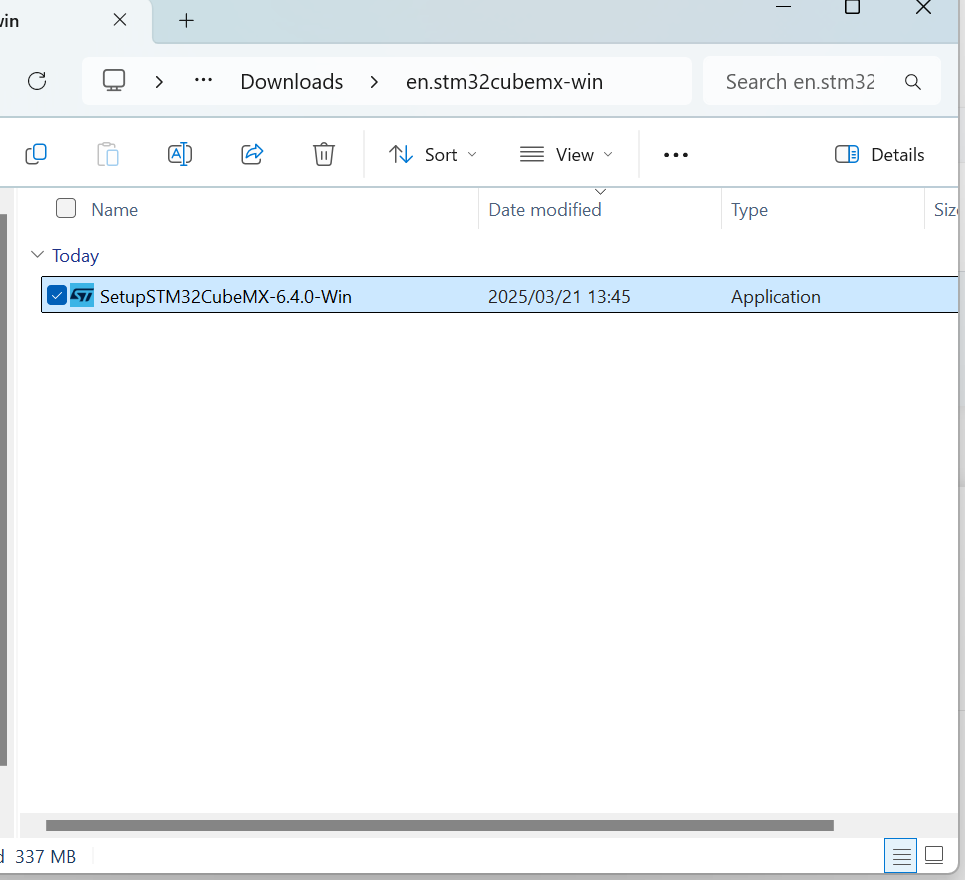 win
Downloads en.stm32cubemx-win Search en.stm32
Sort View Details
Name Date modified Type
Today
SetupSTM32CubeMX-6.4.0-Win 2025/03/21 13:45 Application
337 MB